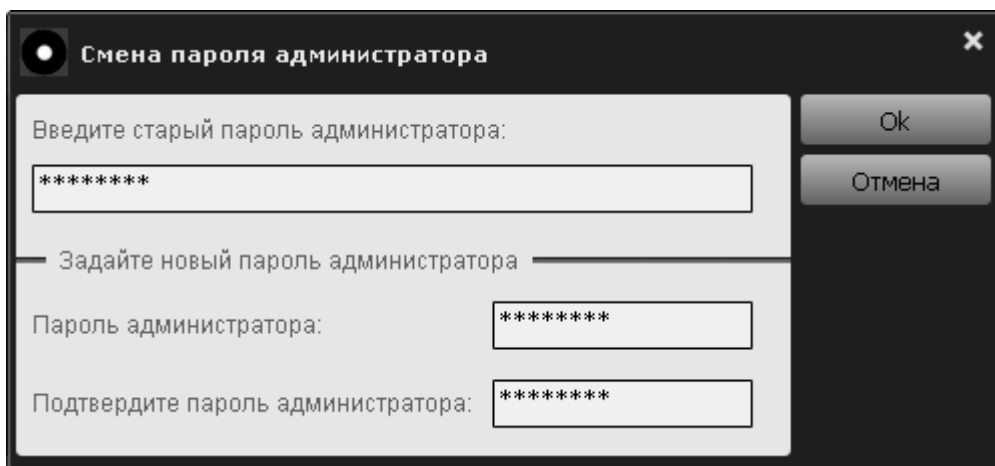 Смена пароля администратора
Введите старый пароль администратора:
Ok
********
Отмена
Задайте новый пароль администратора
Пароль администратора:
********
Подтвердите пароль администратора:
********